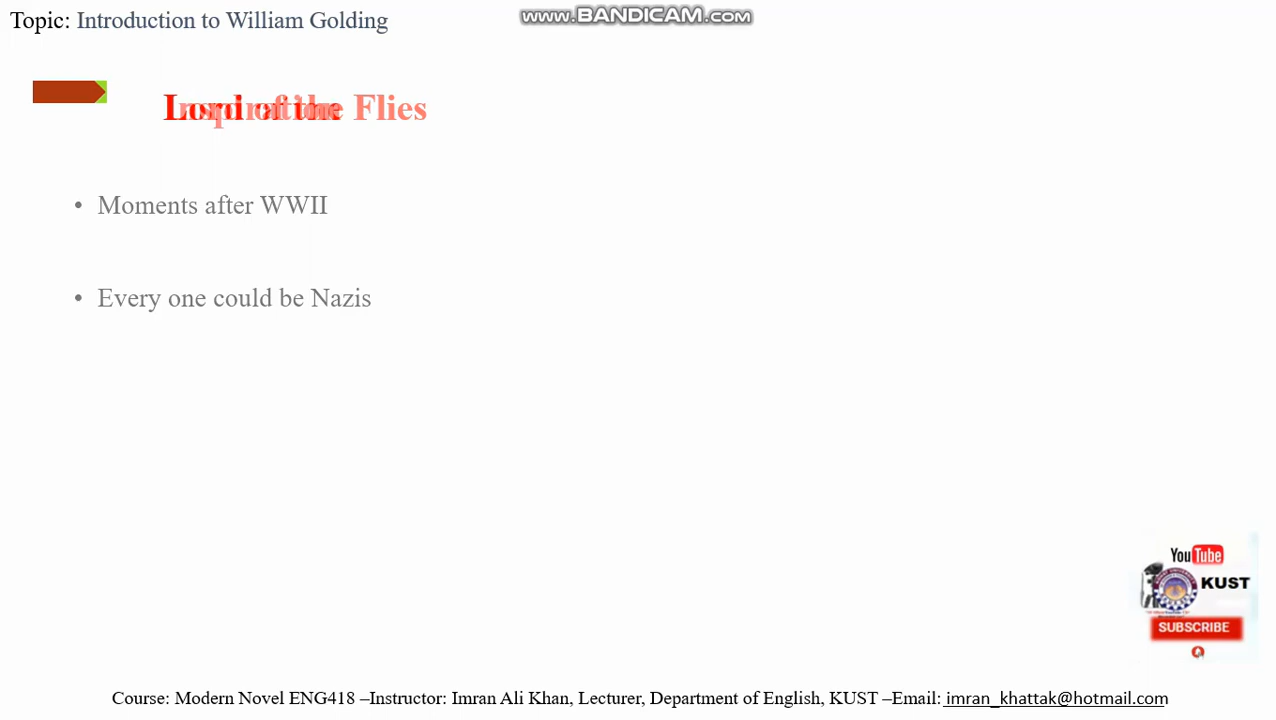 Topic: Introduction to William Golding
www.BANDICAM.com
Lord of the Flies
• Moments after WWII
• Every one could be Nazis
You Tube
KUST
SUBSCRIBE
Course: Modern Novel ENG418 –Instructor: Imran Ali Khan, Lecturer, Department of English, KUST –Email: imran_khattak@hotmail.com